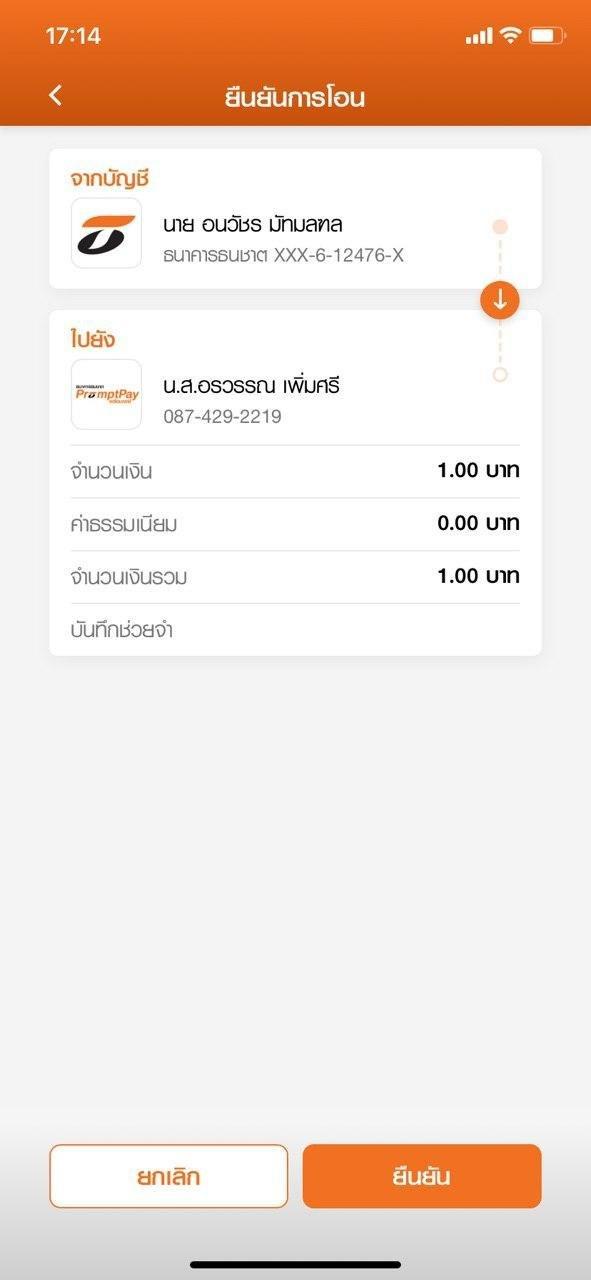 17:14
ยืนยันการโอน
จากบัญชี
นาย อนวัชร มัทมลฑล
ธนาคารธนชาต XXX-6-12476-X
ไปยัง
PromptPay
น.ส.อรวรรณ เพิ่มศรี
087-429-2219
จำนวนเงิน 1.00 บาท
ค่าธรรมเนียม 0.00 บาท
จำนวนเงินรวม 1.00 บาท
บันทึกช่วยจำ
ยกเลิก
ยืนยัน